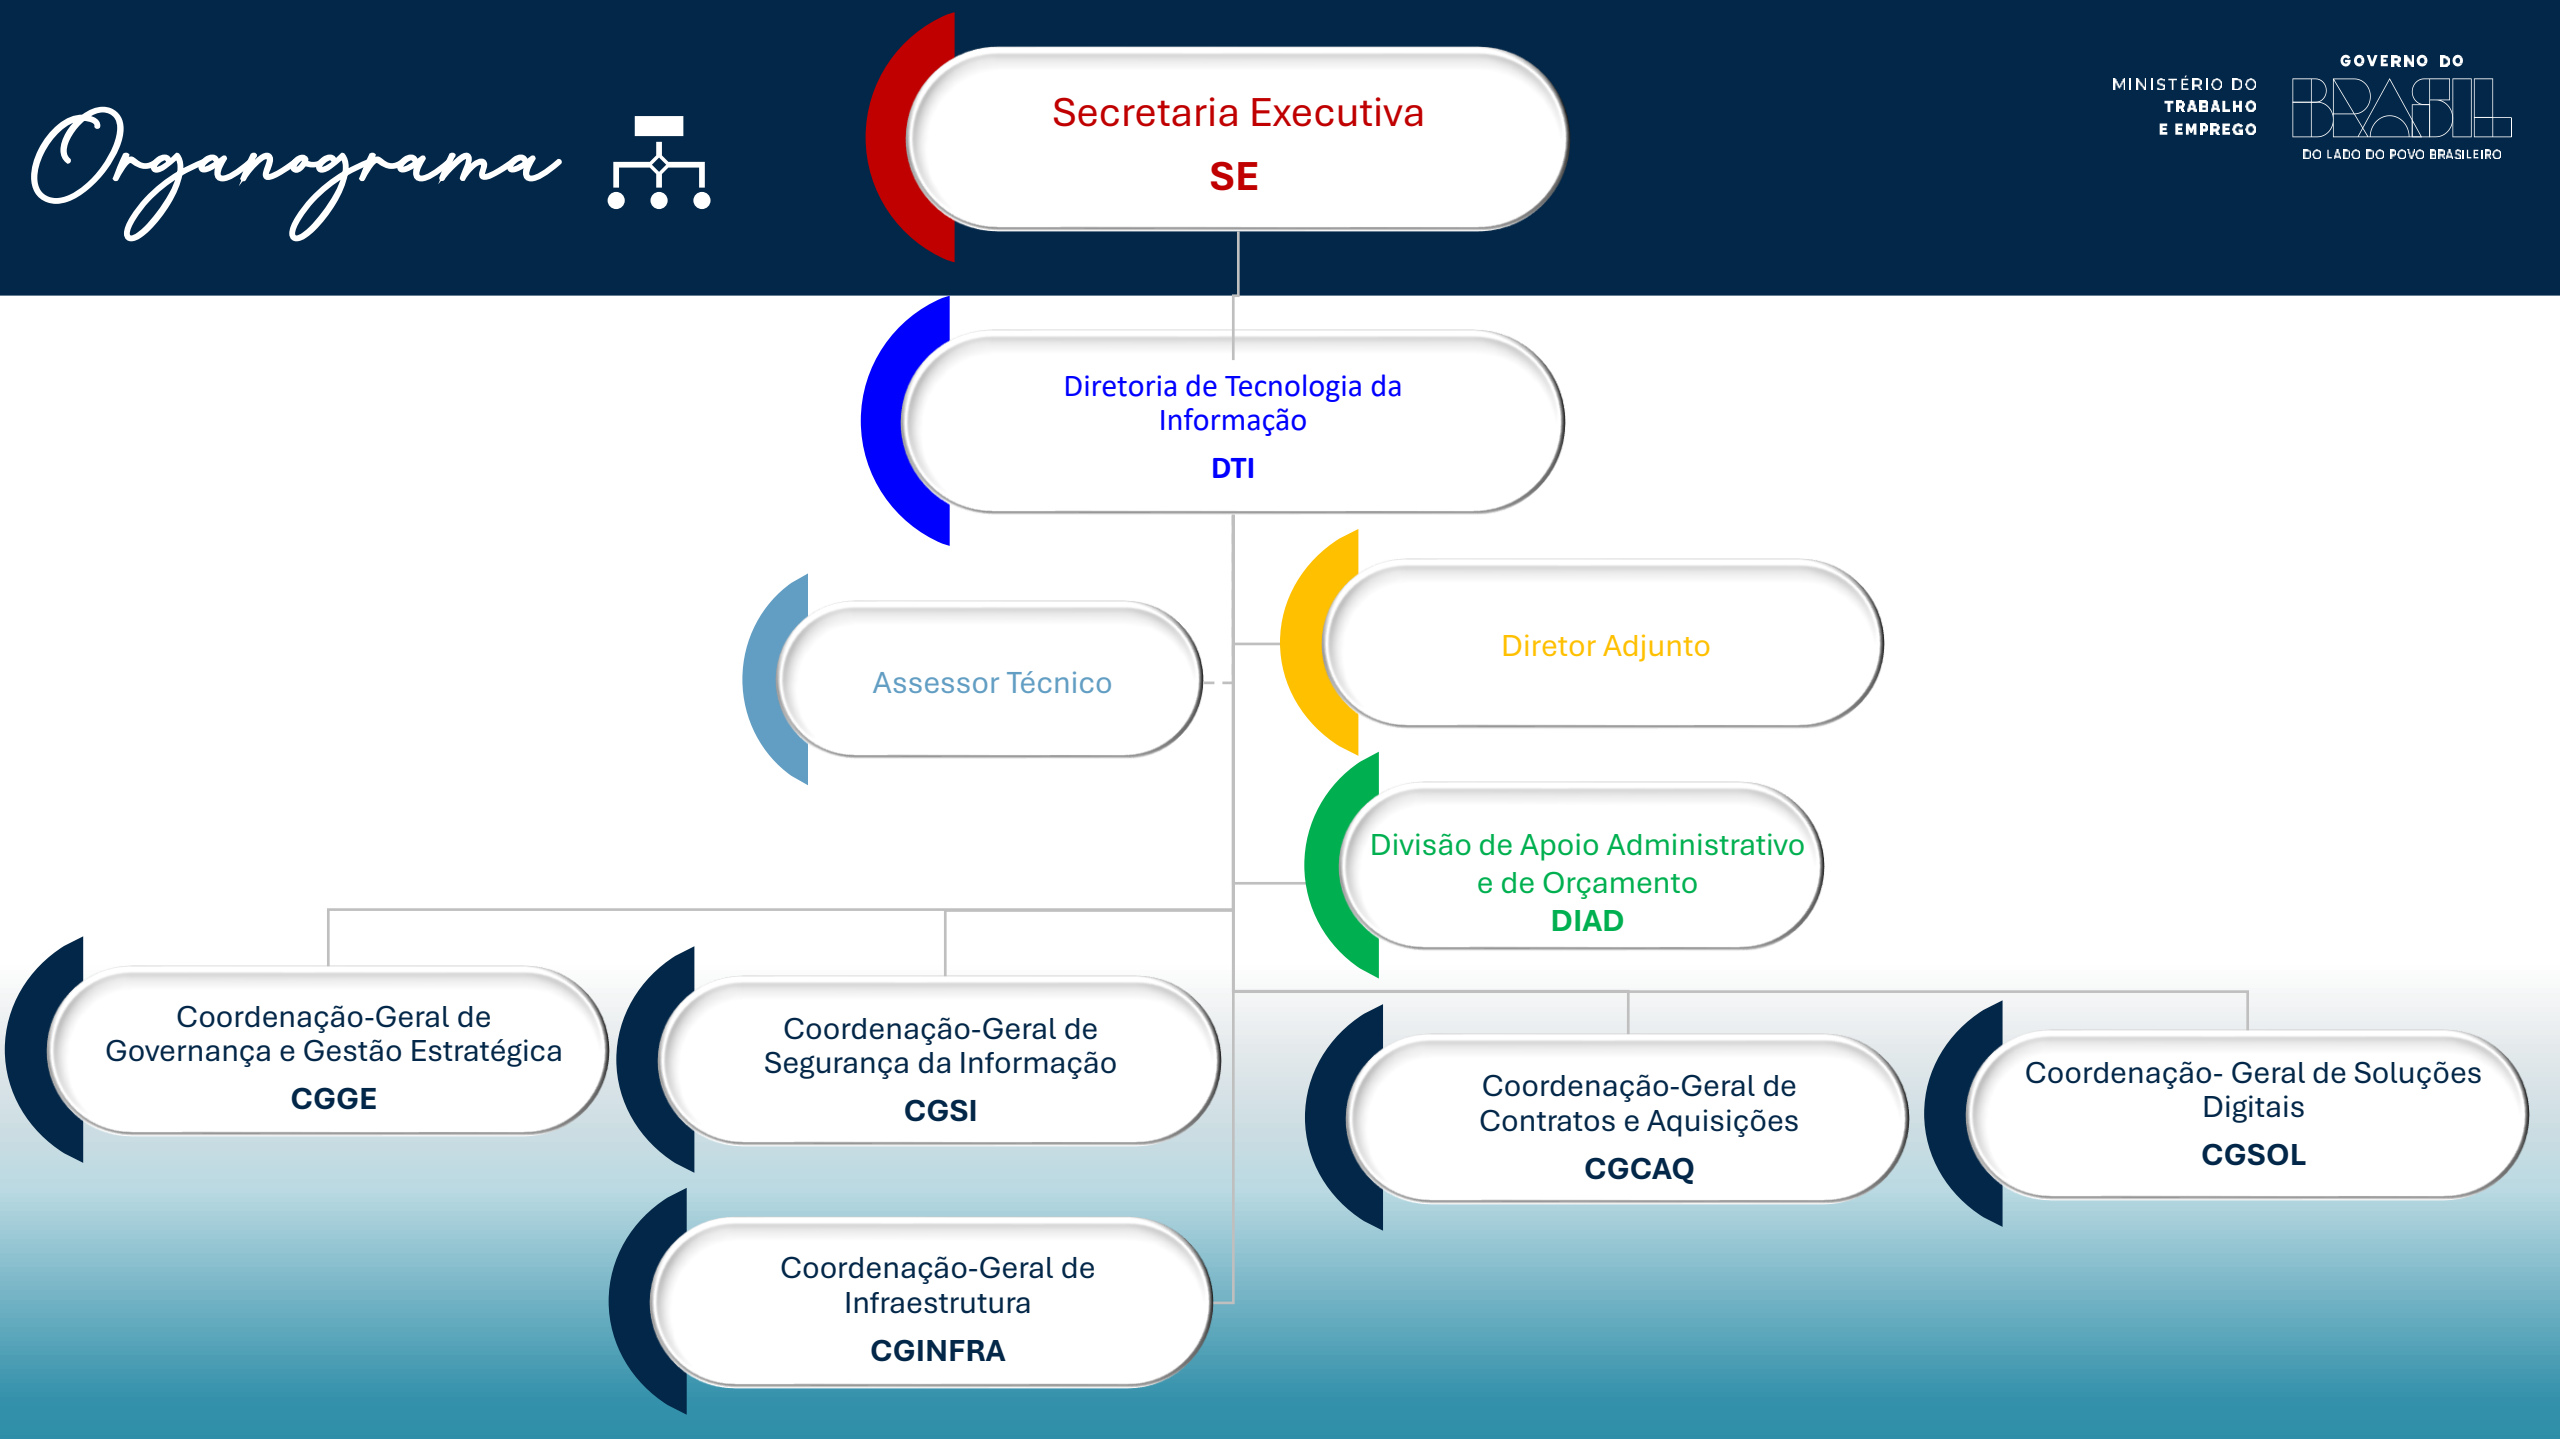 Organograma
Secretaria Executiva
SE
MINISTÉRIO DO
TRABALHO
E EMPREGO
GOVERNO DO
BRASIL
DO LADO DO POVO BRASILEIRO
Diretoria de Tecnologia da
Informação
DTI
Assessor Técnico
Diretor Adjunto
Divisão de Apoio Administrativo
e de Orçamento
DIAD
Coordenação-Geral de
Governança e Gestão Estratégica
CGGE
Coordenação-Geral de
Segurança da Informação
CGSI
Coordenação-Geral de
Contratos e Aquisições
CGCAQ
Coordenação- Geral de Soluções
Digitais
CGSOL
Coordenação-Geral de
Infraestrutura
CGINFRA